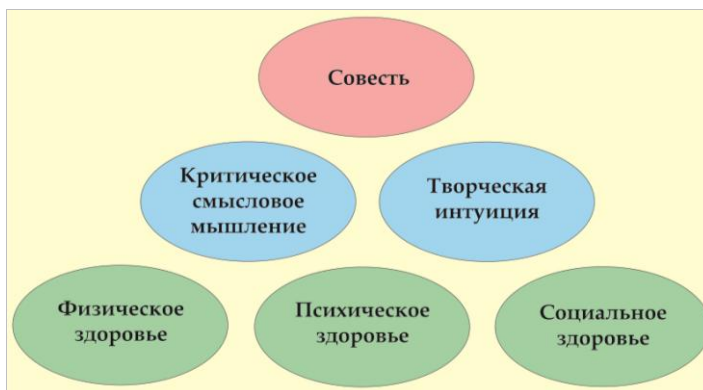 Совесть
Критическое
смысловое
мышление
Творческая
интуиция
Физическое
здоровье
Психическое
здоровье
Социальное
здоровье